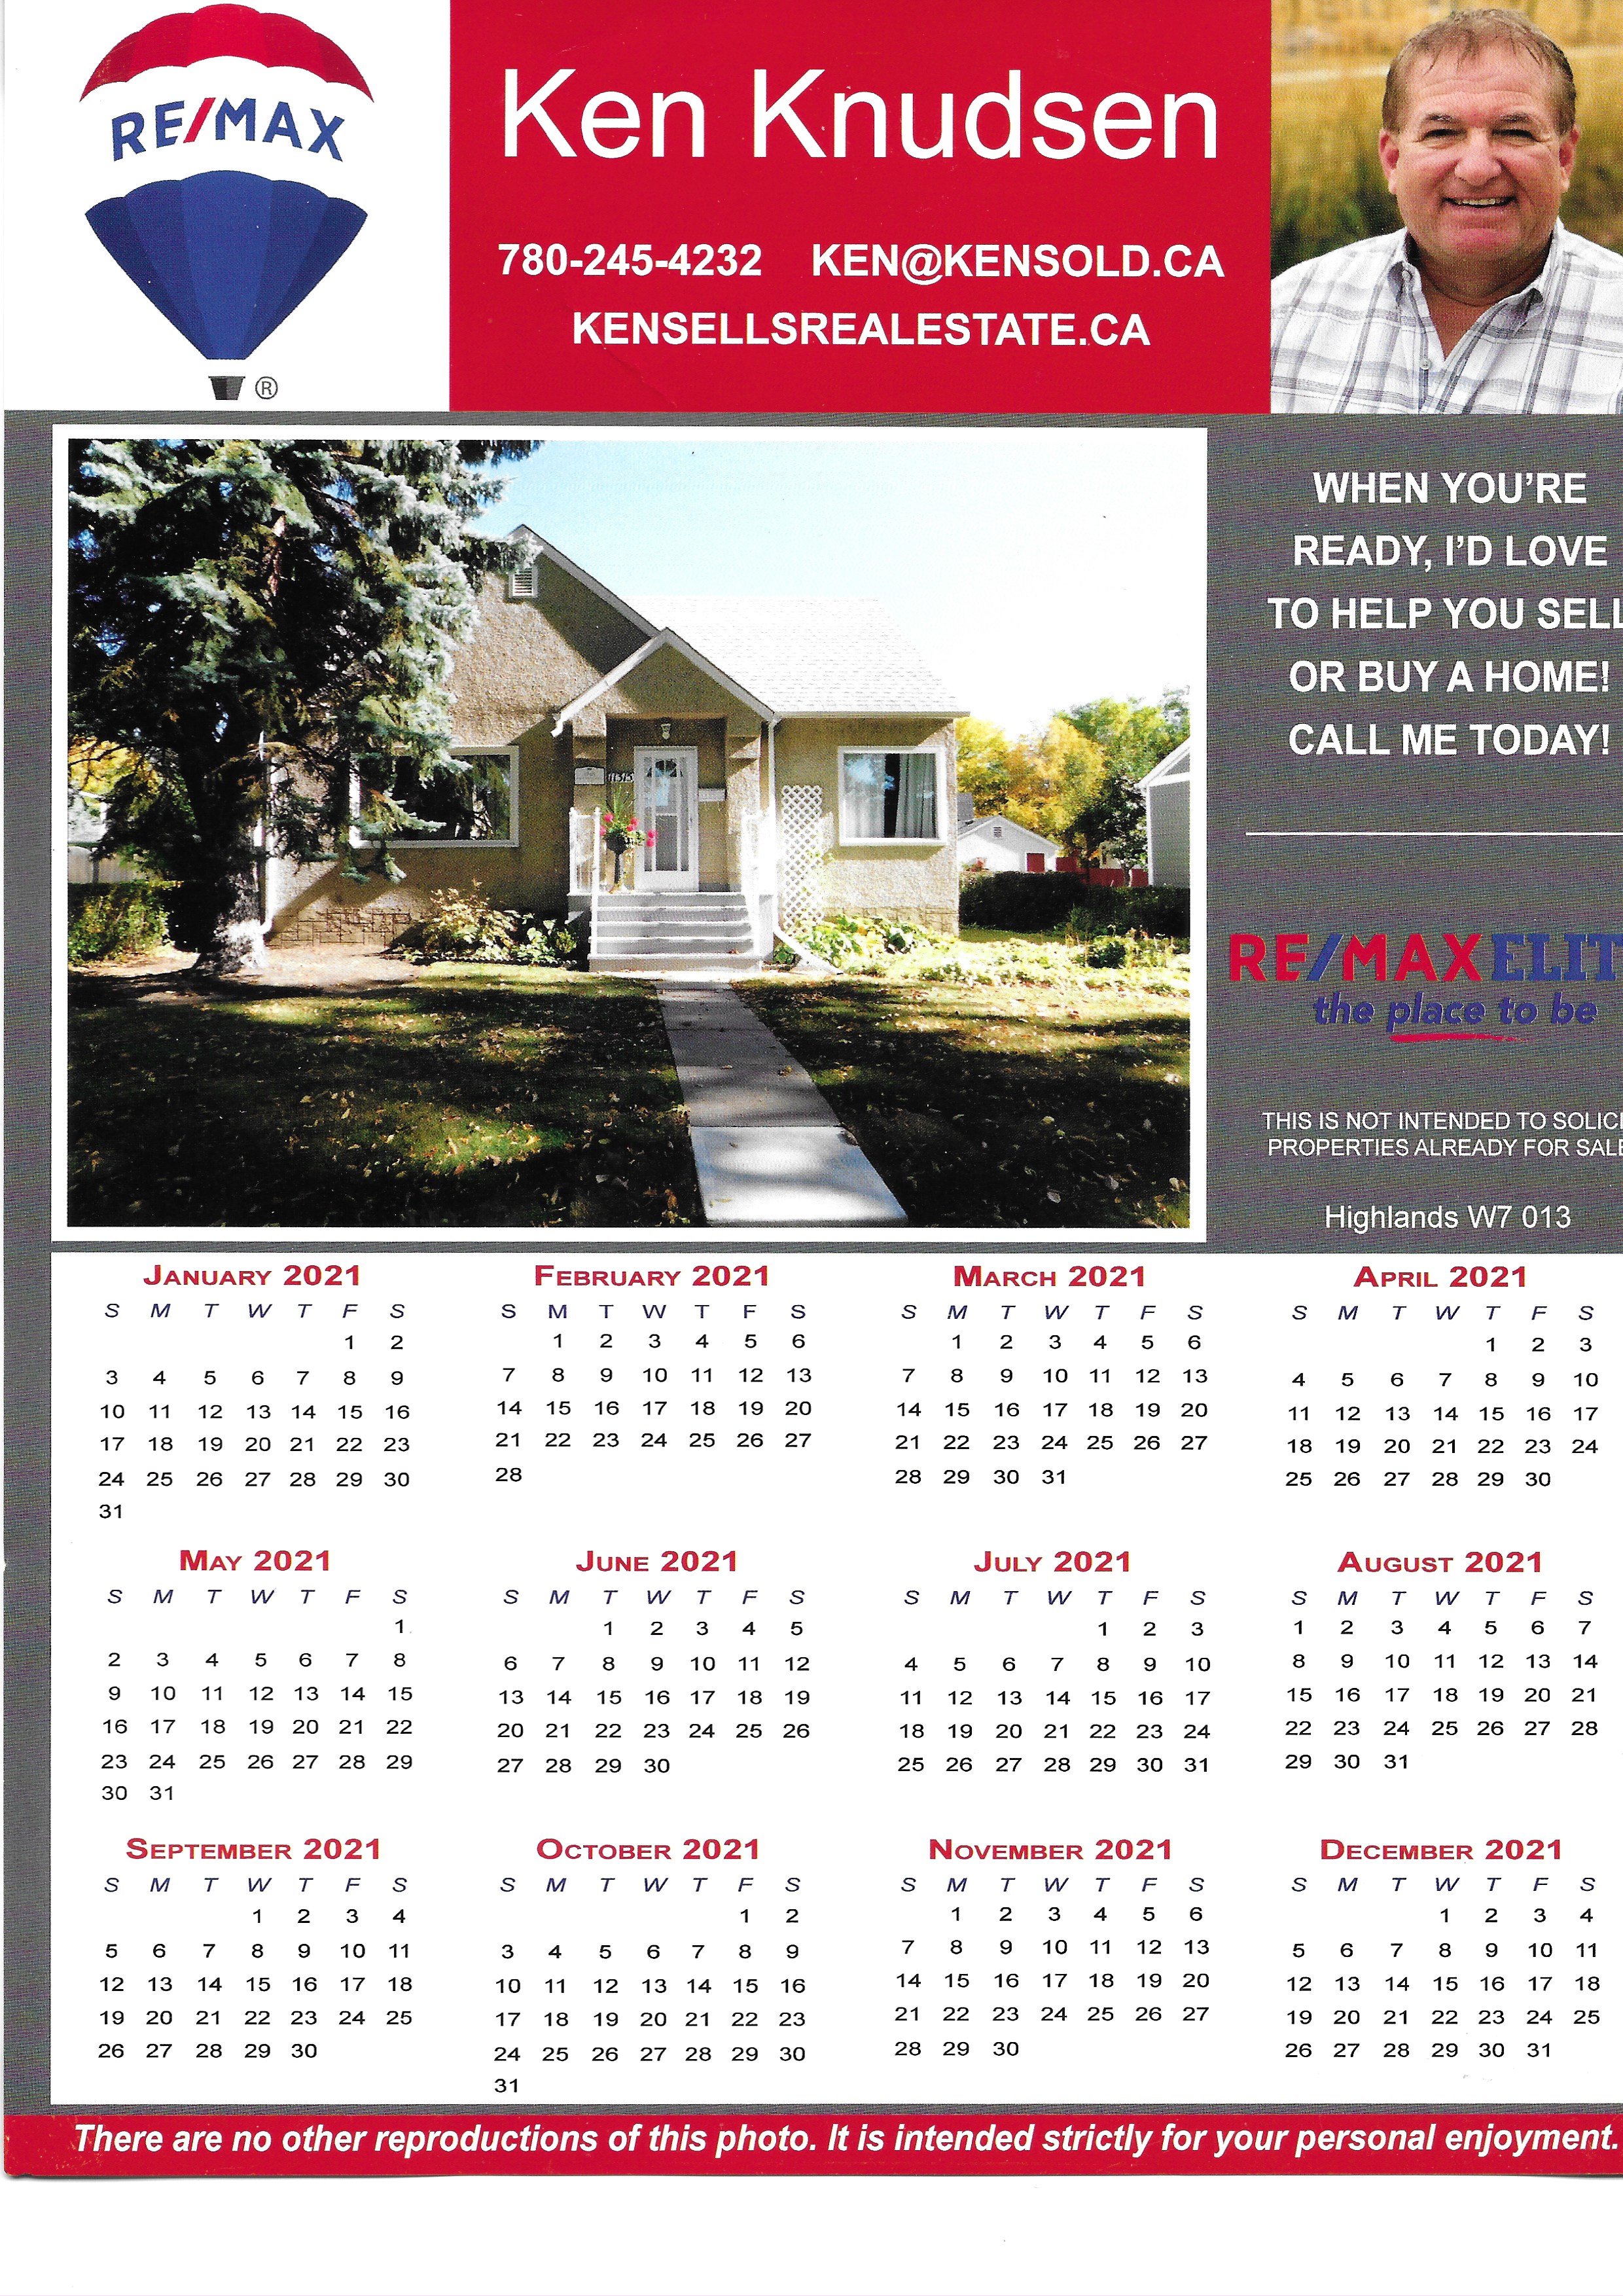 RE/MAX
®
Ken Knudsen
780-245-4232 KEN@KENSOLD.CA
KENSELLSREALESTATE.CA
11315
WHEN YOU'RE
READY, I'D LOVE
TO HELP YOU SELL
OR BUY A HOME!
CALL ME TODAY!
RE/MAX ELIT
the place to be
THIS IS NOT INTENDED TO SOLICI
PROPERTIES ALREADY FOR SALE
Highlands W7 013
JANUARY 2021
S M T W T F S
1 2
3 4 5 6 7 8 9
10 11 12 13 14 15 16
17 18 19 20 21 22 23
24 25 26 27 28 29 30
31
FEBRUARY 2021
S M T W T F S
1 2 3 4 5 6
7 8 9 10 11 12 13
14 15 16 17 18 19 20
21 22 23 24 25 26 27
28
MARCH 2021
S M T W T F S
1 2 3 4 5 6
7 8 9 10 11 12 13
14 15 16 17 18 19 20
21 22 23 24 25 26 27
28 29 30 31
APRIL 2021
S M T W T F S
1 2 3
4 5 6 7 8 9 10
11 12 13 14 15 16 17
18 19 20 21 22 23 24
25 26 27 28 29 30
MAY 2021
S M T W T F S
1
2 3 4 5 6 7 8
9 10 11 12 13 14 15
16 17 18 19 20 21 22
23 24 25 26 27 28 29
30 31
JUNE 2021
S M T W T F S
1 2 3 4 5
6 7 8 9 10 11 12
13 14 15 16 17 18 19
20 21 22 23 24 25 26
27 28 29 30
JULY 2021
S M T W T F S
1 2 3
4 5 6 7 8 9 10
11 12 13 14 15 16 17
18 19 20 21 22 23 24
25 26 27 28 29 30 31
AUGUST 2021
S M T W T F S
1 2 3 4 5 6 7
8 9 10 11 12 13 14
15 16 17 18 19 20 21
22 23 24 25 26 27 28
29 30 31
SEPTEMBER 2021
S M T W T F S
1 2 3 4
5 6 7 8 9 10 11
12 13 14 15 16 17 18
19 20 21 22 23 24 25
26 27 28 29 30
OCTOBER 2021
S M T W T F S
1 2
3 4 5 6 7 8 9
10 11 12 13 14 15 16
17 18 19 20 21 22 23
24 25 26 27 28 29 30
31
NOVEMBER 2021
S M T W T F S
1 2 3 4 5 6
7 8 9 10 11 12 13
14 15 16 17 18 19 20
21 22 23 24 25 26 27
28 29 30
DECEMBER 2021
S M T W T F S
1 2 3 4
5 6 7 8 9 10 11
12 13 14 15 16 17 18
19 20 21 22 23 24 25
26 27 28 29 30 31
There are no other reproductions of this photo. It is intended strictly for your personal enjoyment.